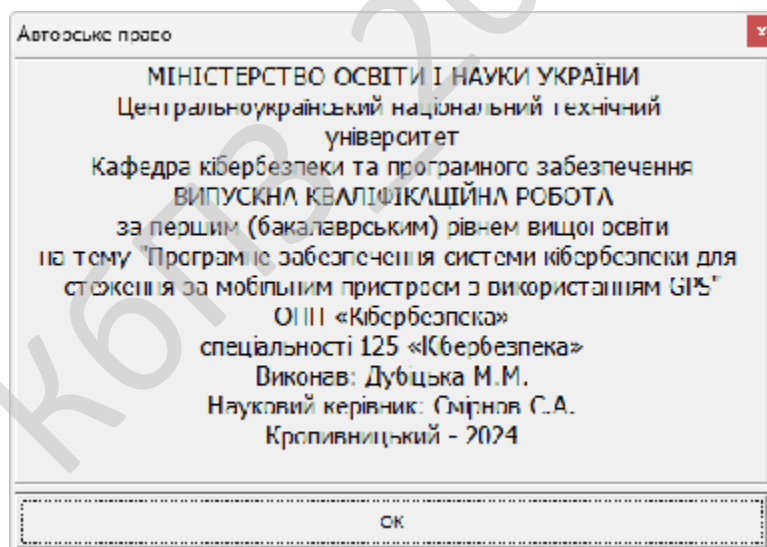 Авторське право
МІНІСТЕРСТВО ОСВІТИ І НАУКИ УКРАЇНИ
Центральноукраїнський національний технічний
університет
Кафедра кібербезпеки та програмного забезпечення
ВИПУСКНА КВАЛІФІКАЦІЙНА РОБОТА
за першим (бакалаврським) рівнем вищої освіти
на тему "Програмне забезпечення системи кібербезпеки для
стеження за мобільним пристроєм з використанням GPS"
ОПП «Кібербезпека»
спеціальності 125 «Кібербезпека»
Виконав: Дубіцька М.М.
Науковий керівник: Смірнов С.А.
Кропивницький - 2024
ОК